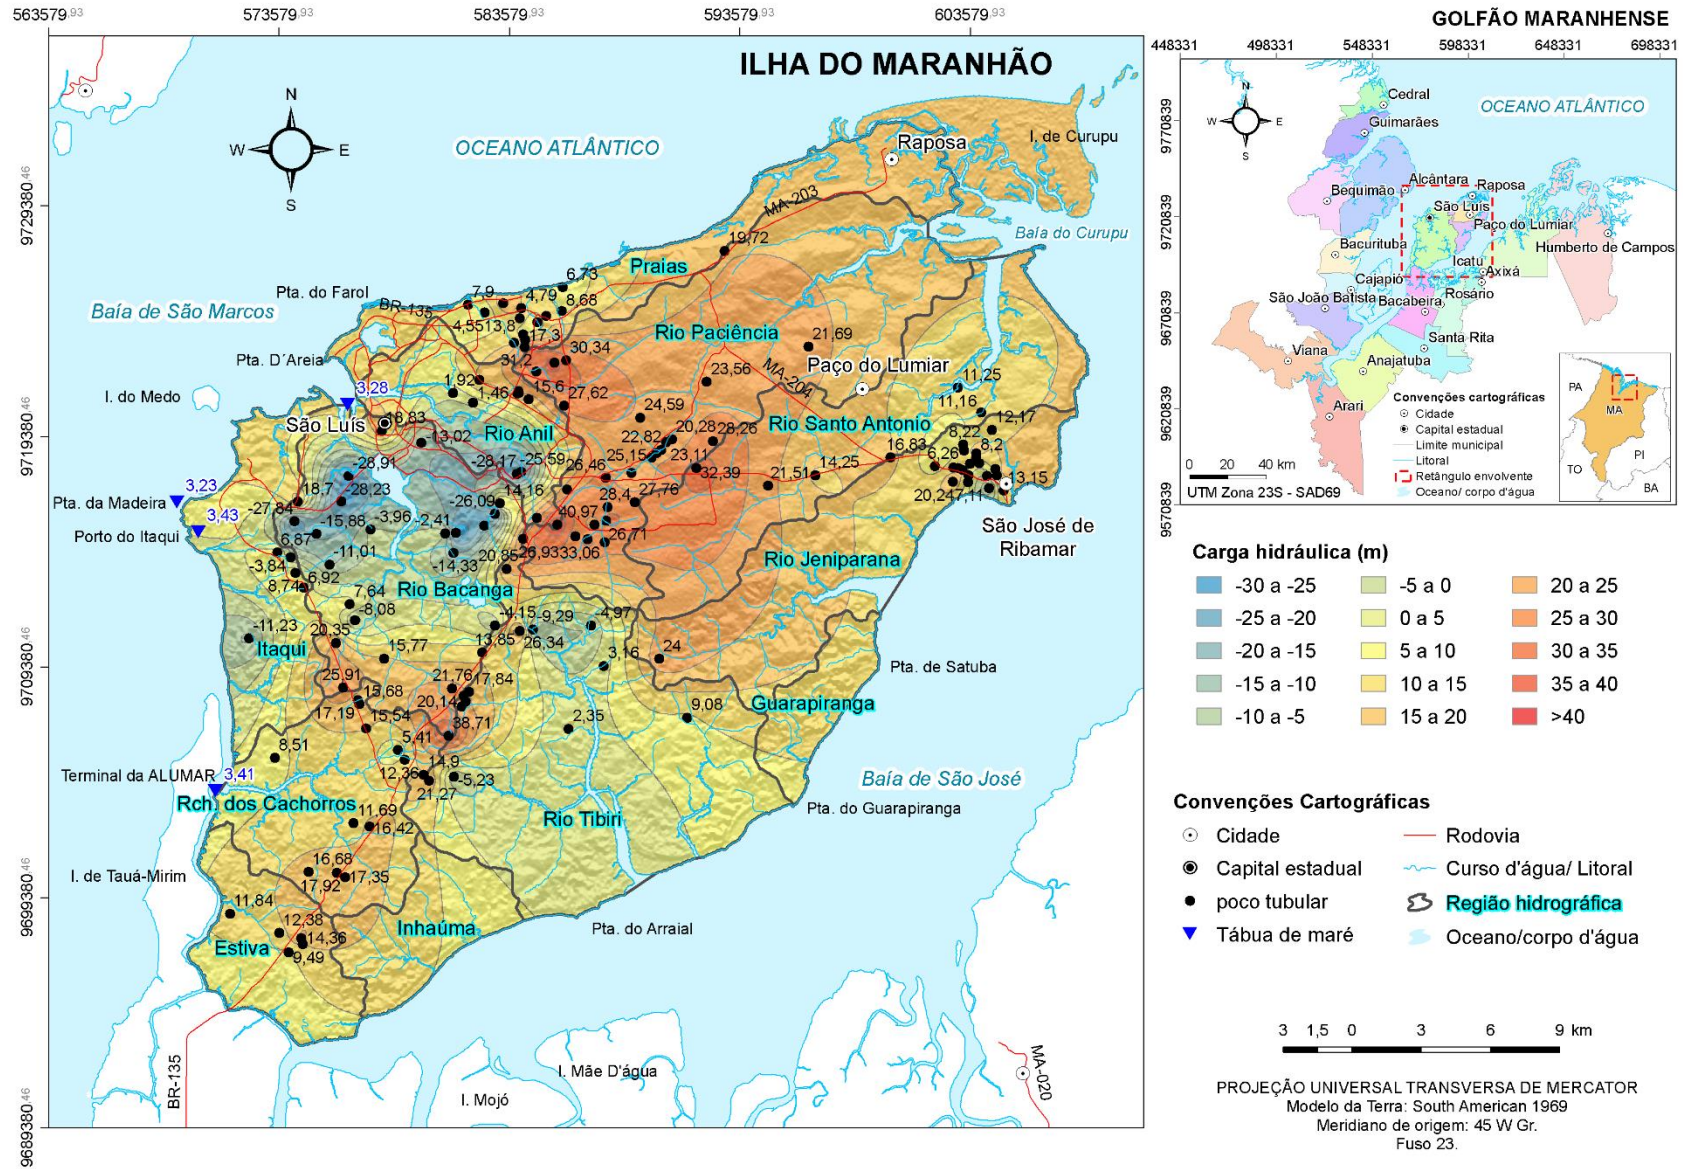 563579,93
573579,93
583579,93
593579,93
603579,93
9729380,46
9719380,46
9709380,46
9699380,46
9689380,46
ILHA DO MARANHÃO
N
W
E
S
OCEANO ATLÂNTICO
Raposa
I. de Curupu
MA-203
Baía do Curupu
19,72
Praias
6,73
Pta. do Farol
7,9
4,79
8,68
BR-135
Baía de São Marcos
4,55
13,8
17,3
Rio Paciência
21,69
Pta. D'Areia
31,2
30,34
Paço do Lumiar
MA-204
3,28
1,92
1,46
15,6
27,62
23,56
11,25
I. do Medo
11,16
24,59
12,17
São Luís
18,83
-13,02
Rio Anil
Rio Santo Antonio
22,82
20,28
28,26
8,22
8,2
16,83
6,26
-28,91
-28,17
-25,59
26,46
25,15
23,11
32,39
21,51
14,25
13,15
3,23
Pta. da Madeira
18,7
-28,23
-26,09
14,16
28,4
27,76
20,24
7,11
-27,84
3,43
Porto do Itaqui
-15,88
-3,96
-2,41
40,97
26,71
São José de
Ribamar
6,87
-11,01
-3,84
-14,33
20,85
26,93
33,06
Rio Jeniparana
8,74
6,92
Rio Bacanga
7,64
-8,08
-4,15
-9,29
-4,97
-11,23
20,35
Itaqui
13,85
26,34
15,77
3,16
24
Pta. de Satuba
25,91
21,76
17,84
15,68
20,14
Guarapiranga
9,08
17,19
15,54
38,71
2,35
5,41
8,51
Terminal da ALUMAR
3,41
12,36
14,9
-5,23
Baía de São José
21,27
Rch. dos Cachorros
Pta. do Guarapiranga
11,69
16,42
Rio Tibiri
16,68
I. de Tauá-Mirim
17,92
17,35
11,84
12,38
Inhaúma
Pta. do Arraial
Estiva
14,36
9,49
I. Mãe D'água
I. Mojó
BR-135
MA-020
GOLFÃO MARANHENSE
448331
498331
548331
598331
648331
698331
9770839
9720839
9670839
9620839
9570839
N
W
E
S
Cedral
OCEANO ATLÂNTICO
Guimarães
Alcântara
Raposa
Bequimão
São Luís
Paço do Lumiar
Bacurituba
Humberto de Campos
Icatu
Axixá
Cajapió
Rosário
São João Batista
Bacabeira
Santa Rita
Viana
Anajatuba
Arari
PA
MA
TO
PI
BA
Convenções cartográficas
Cidade
Capital estadual
Limite municipal
Litoral
Retângulo envolvente
Oceano/ corpo d'água
0 20 40 km
UTM Zona 23S - SAD69
Carga hidráulica (m)
-30 a -25
-5 a 0
20 a 25
-25 a -20
0 a 5
25 a 30
-20 a -15
5 a 10
30 a 35
-15 a -10
10 a 15
35 a 40
-10 a -5
15 a 20
>40
Convenções Cartográficas
Cidade
Rodovia
Capital estadual
Curso d'água/ Litoral
poco tubular
Região hidrográfica
Tábua de maré
Oceano/corpo d'água
3 1,5 0 3 6 9 km
PROJEÇÃO UNIVERSAL TRANSVERSA DE MERCATOR
Modelo da Terra: South American 1969
Meridiano de origem: 45 W Gr.
Fuso 23.